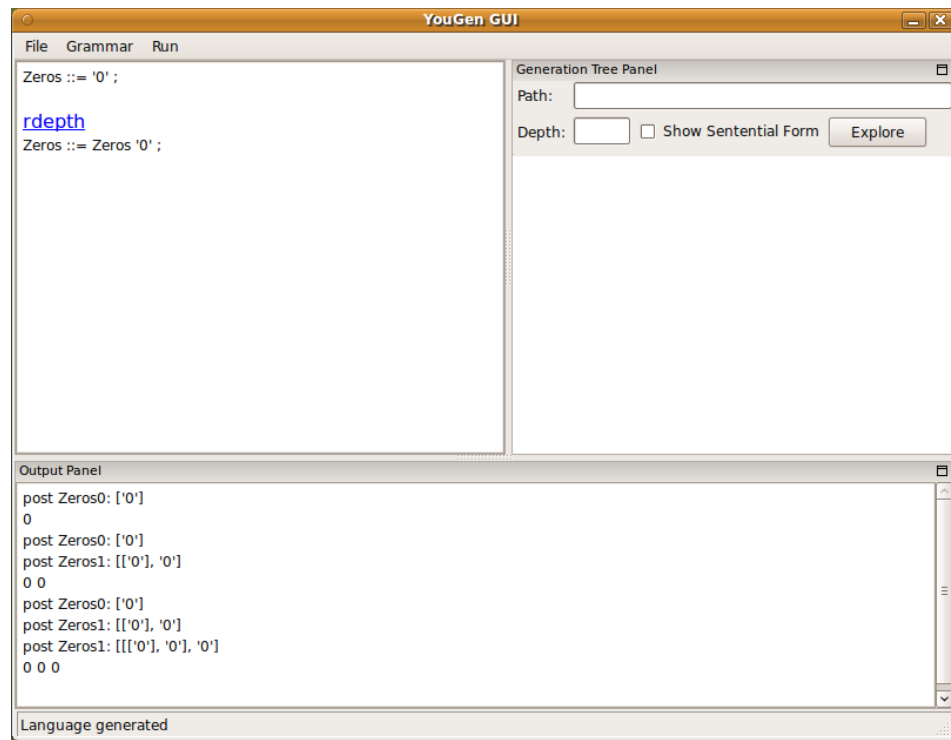 YouGen GUI
File Grammar Run
Zeros ::= '0' ;
rdepth
Zeros ::= Zeros '0' ;
Generation Tree Panel
Path:
Depth: Show Sentential Form Explore
Output Panel
post Zeros0: ['0']
0
post Zeros0: ['0']
post Zeros1: [['0'], '0']
0 0
post Zeros0: ['0']
post Zeros1: [['0'], '0']
post Zeros1: [[['0'], '0'], '0']
0 0 0
Language generated